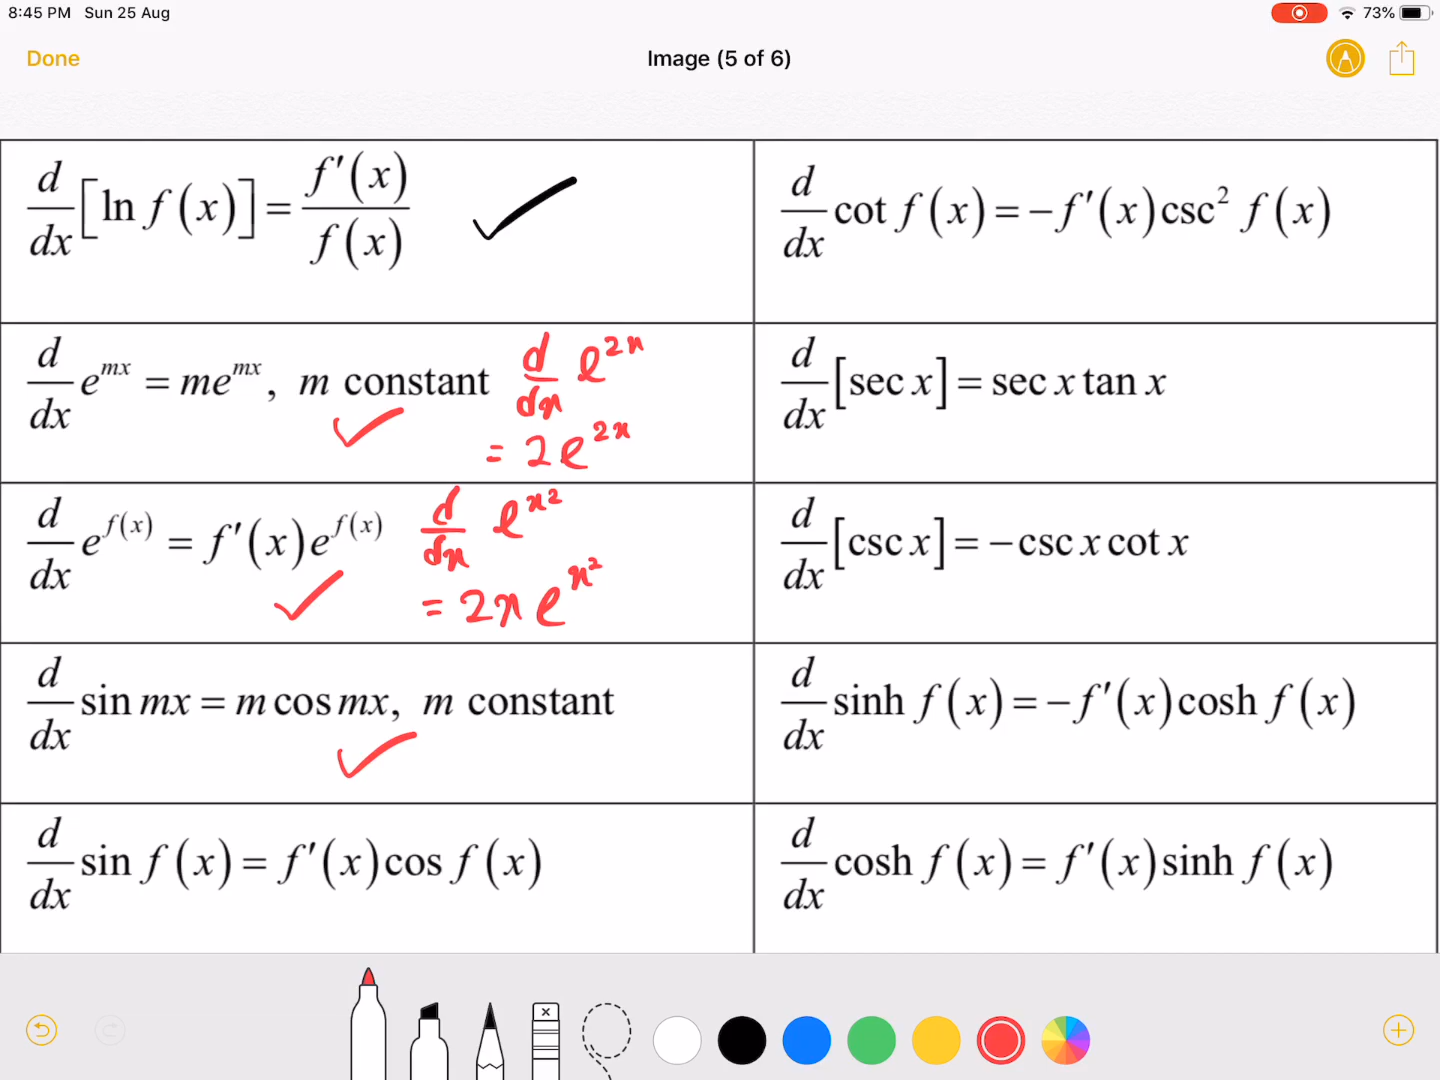 8:45 PM Sun 25 Aug
73%
Done
Image (5 of 6)
d/dx [ln f(x)] = f′(x)/f(x)
d/dx cot f(x) = −f′(x) csc² f(x)
d/dx e^{mx} = me^{mx}, m constant
d/dx e^{2x}
= 2e^{2x}
d/dx [sec x] = sec x tan x
d/dx e^{f(x)} = f′(x)e^{f(x)}
d/dx e^{x²}
= 2x e^{x²}
d/dx [csc x] = −csc x cot x
d/dx sin mx = m cos mx, m constant
d/dx sinh f(x) = −f′(x) cosh f(x)
d/dx sin f(x) = f′(x) cos f(x)
d/dx cosh f(x) = f′(x) sinh f(x)